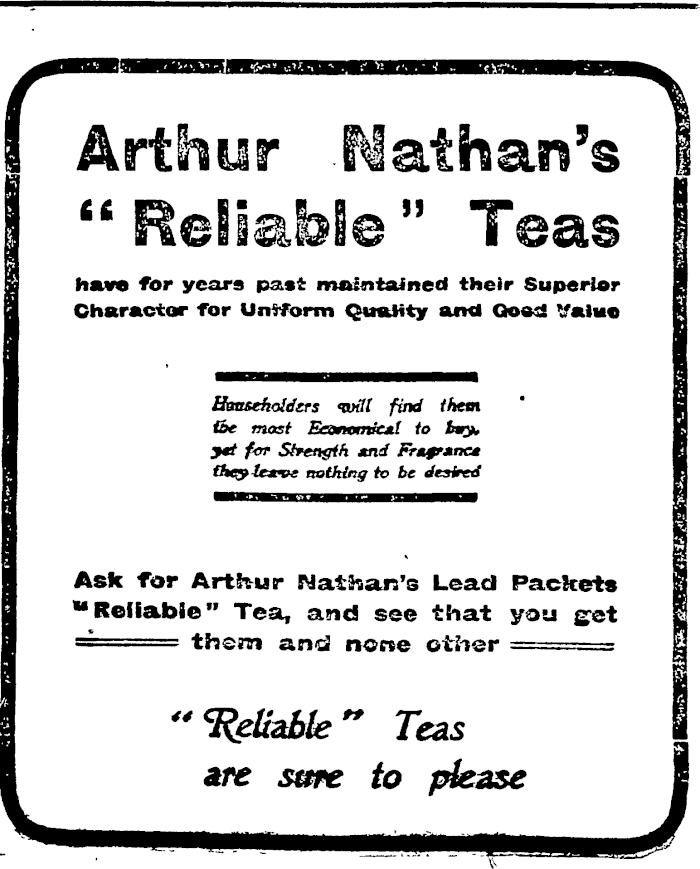 Arthur Nathan's
“Reliable” Teas
have for years past maintained their Superior
Character for Uniform Quality and Good Value
Householders will find them
the most Economical to buy,
yet for Strength and Fragrance
they leave nothing to be desired
Ask for Arthur Nathan's Lead Packets
“Reliable” Tea, and see that you get
them and none other
“Reliable” Teas
are sure to please